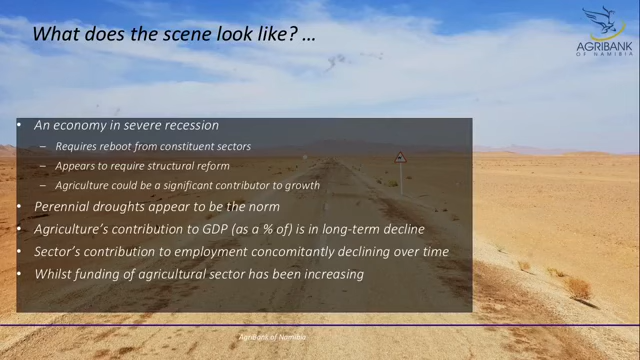 What does the scene look like? ...
AGRIBANK
OF NAMIBIA
• An economy in severe recession
– Requires reboot from constituent sectors
– Appears to require structural reform
– Agriculture could be a significant contributor to growth
• Perennial droughts appear to be the norm
• Agriculture's contribution to GDP (as a % of) is in long-term decline
• Sector's contribution to employment concomitantly declining over time
• Whilst funding of agricultural sector has been increasing
Agribank of Namibia